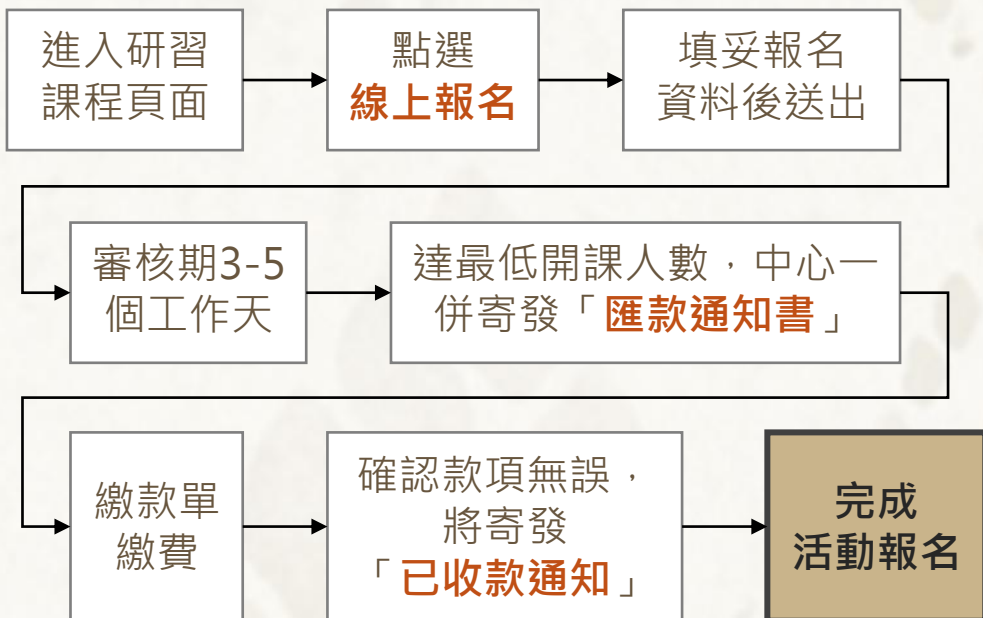 進入研習
課程頁面
點選
線上報名
填妥報名
資料後送出
審核期3-5
個工作天
達最低開課人數，中心一
併寄發「匯款通知書」
繳款單
繳費
確認款項無誤，
將寄發
「已收款通知」
完成
活動報名